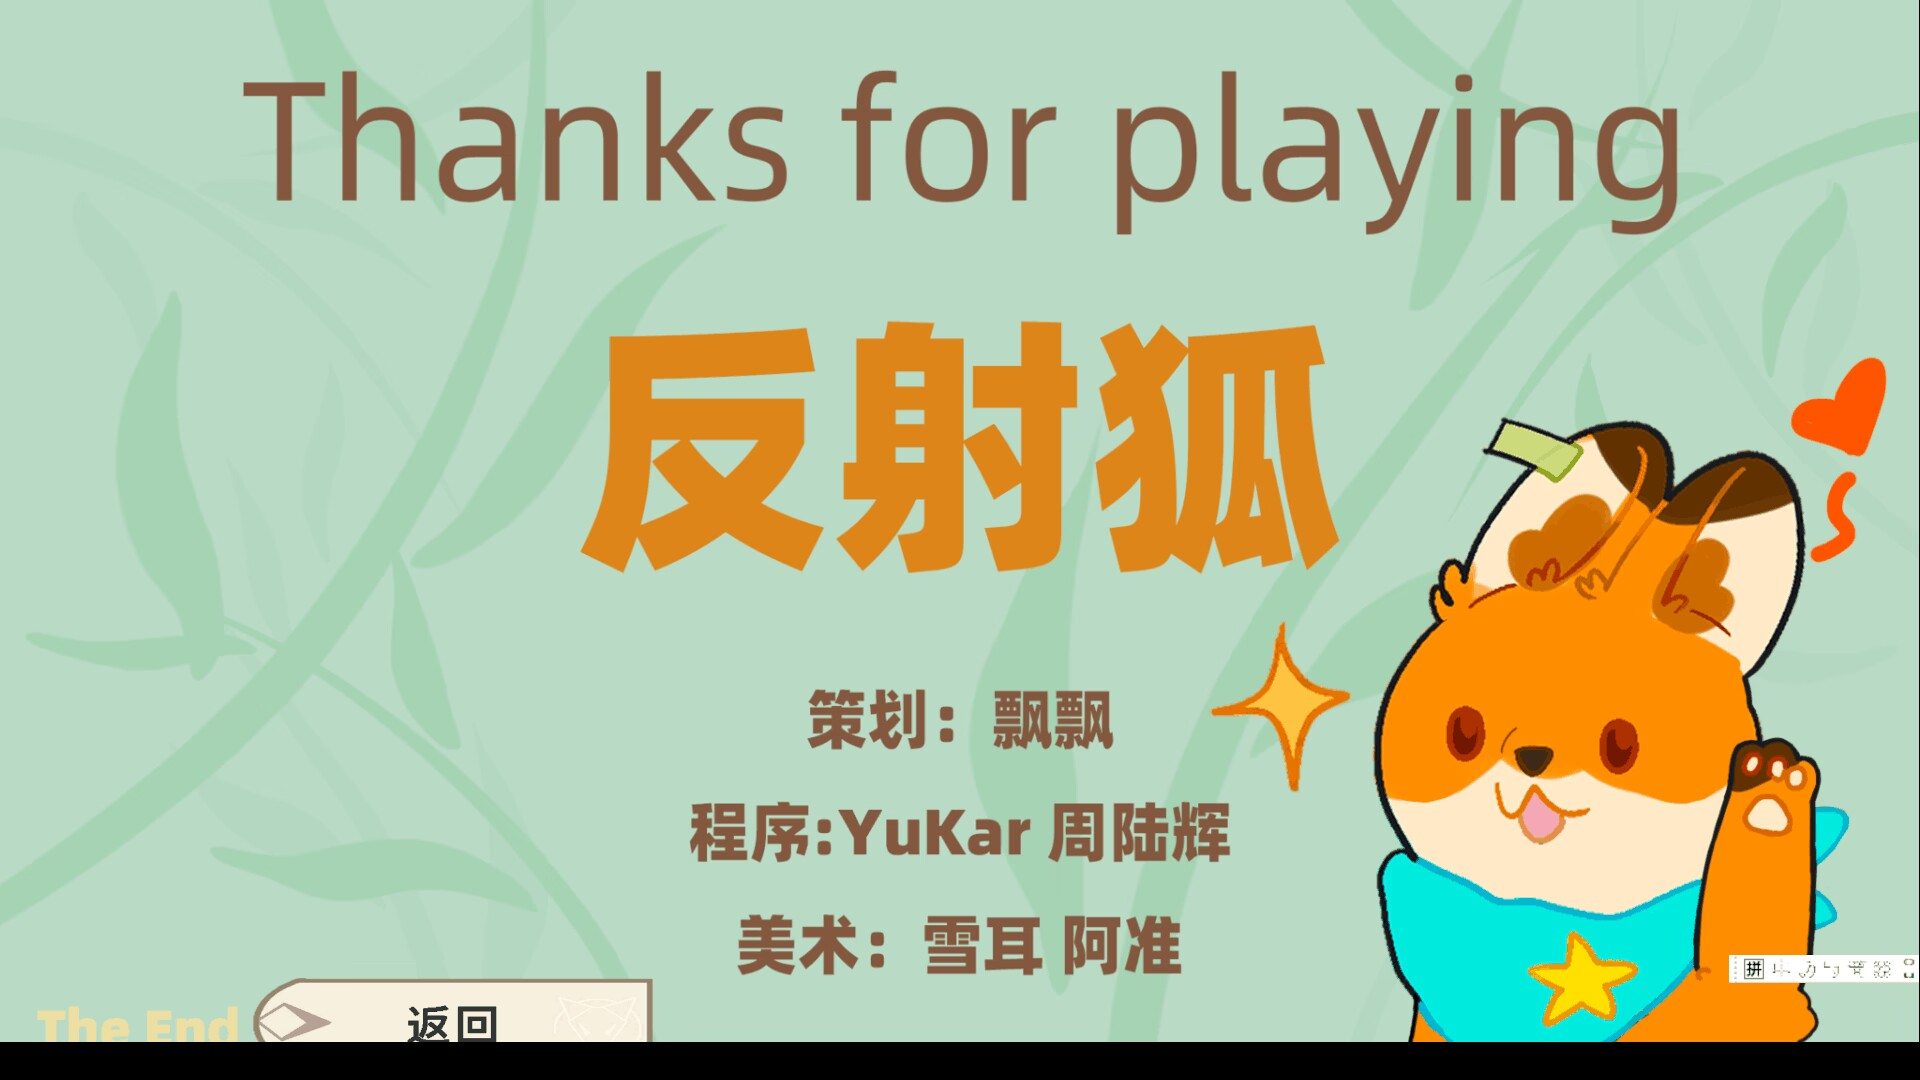 Thanks for playing
反射狐
策划：飘飘
程序:YuKar 周陆辉
美术：雪耳 阿准
The End
返回
拼